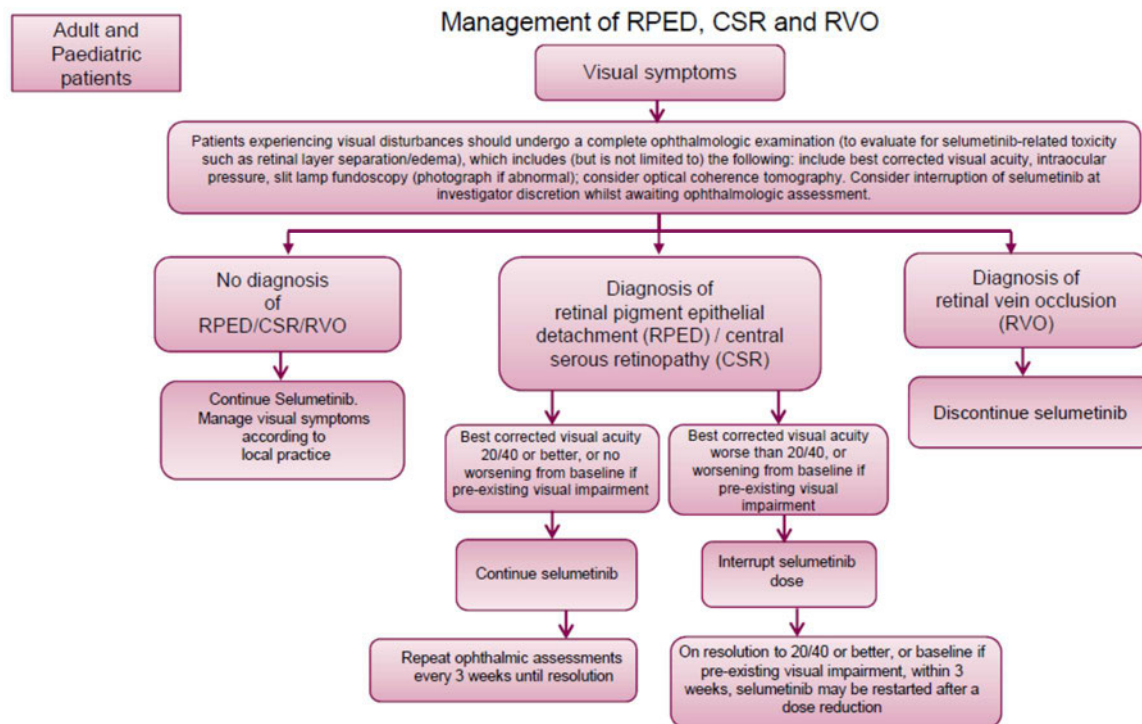 Management of RPED, CSR and RVO
Adult and
Paediatric
patients
Visual symptoms
Patients experiencing visual disturbances should undergo a complete ophthalmologic examination (to evaluate for selumetinib-related toxicity
such as retinal layer separation/edema), which includes (but is not limited to) the following: include best corrected visual acuity, intraocular
pressure, slit lamp fundoscopy (photograph if abnormal); consider optical coherence tomography. Consider interruption of selumetinib at
investigator discretion whilst awaiting ophthalmologic assessment.
No diagnosis
of
RPED/CSR/RVO
Continue Selumetinib.
Manage visual symptoms
according to
local practice
Diagnosis of
retinal pigment epithelial
detachment (RPED) / central
serous retinopathy (CSR)
Best corrected visual acuity
20/40 or better, or no
worsening from baseline if
pre-existing visual impairment
Continue selumetinib
Repeat ophthalmic assessments
every 3 weeks until resolution
Best corrected visual acuity
worse than 20/40, or
worsening from baseline if
pre-existing visual
impairment
Interrupt selumetinib
dose
On resolution to 20/40 or better, or baseline if
pre-existing visual impairment, within 3
weeks, selumetinib may be restarted after a
dose reduction
Diagnosis of
retinal vein occlusion
(RVO)
Discontinue selumetinib